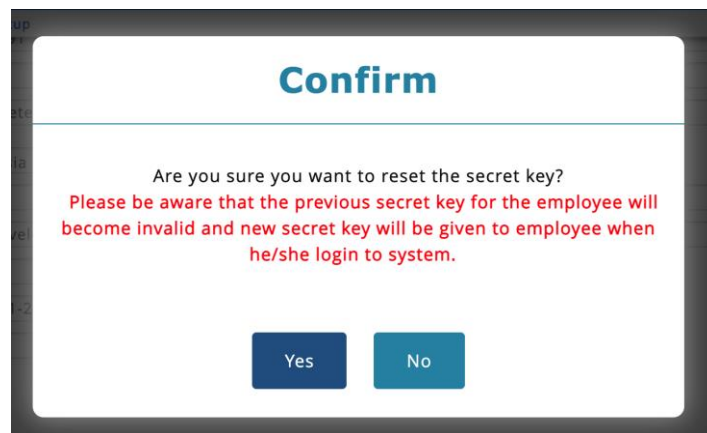 up
Confirm
Are you sure you want to reset the secret key?
Please be aware that the previous secret key for the employee will
become invalid and new secret key will be given to employee when
he/she login to system.
Yes
No